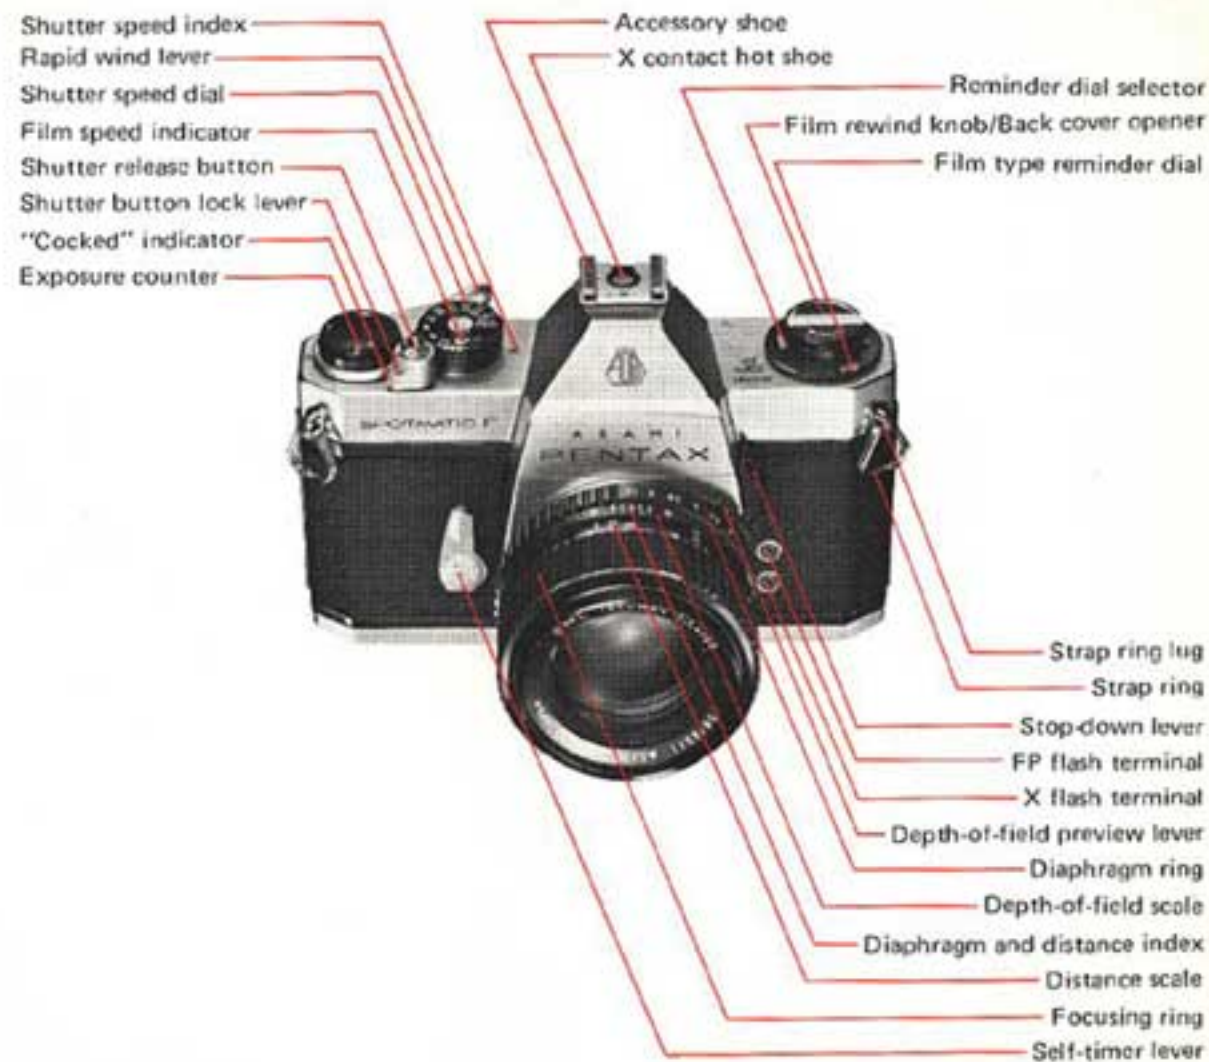 Shutter speed index
Rapid wind lever
Shutter speed dial
Film speed indicator
Shutter release button
Shutter button lock lever
"Cocked" indicator
Exposure counter
Accessory shoe
X contact hot shoe
Reminder dial selector
Film rewind knob/Back cover opener
Film type reminder dial
SPOTMATIC F
ASAHI
PENTAX
Strap ring lug
Strap ring
Stop-down lever
FP flash terminal
X flash terminal
Depth-of-field preview lever
Diaphragm ring
Depth-of-field scale
Diaphragm and distance index
Distance scale
Focusing ring
Self-timer lever